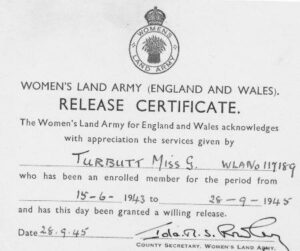 WOMEN'S LAND ARMY
WOMEN'S LAND ARMY (ENGLAND AND WALES).
RELEASE CERTIFICATE.
The Women's Land Army for England and Wales acknowledges
with appreciation the services given by
TURBUTT MISS G. WLA No 117189
who has been an enrolled member for the period from
15-6- 1943 to 28-9-1945
and has this day been granted a willing release.
Date 28.9.45
COUNTY SECRETARY, WOMEN'S LAND ARMY.